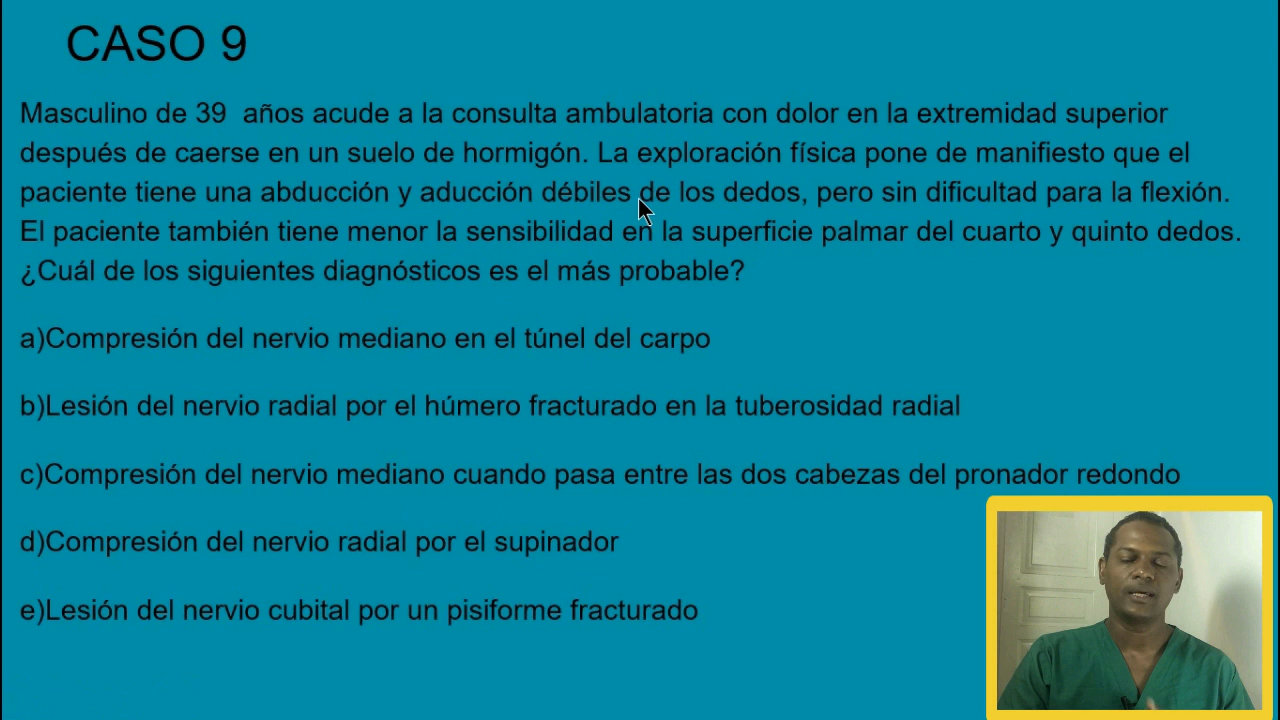 CASO 9
Masculino de 39 años acude a la consulta ambulatoria con dolor en la extremidad superior
después de caerse en un suelo de hormigón. La exploración física pone de manifiesto que el
paciente tiene una abducción y aducción débiles de los dedos, pero sin dificultad para la flexión.
El paciente también tiene menor la sensibilidad en la superficie palmar del cuarto y quinto dedos.
¿Cuál de los siguientes diagnósticos es el más probable?
a)Compresión del nervio mediano en el túnel del carpo
b)Lesión del nervio radial por el húmero fracturado en la tuberosidad radial
c)Compresión del nervio mediano cuando pasa entre las dos cabezas del pronador redondo
d)Compresión del nervio radial por el supinador
e)Lesión del nervio cubital por un pisiforme fracturado